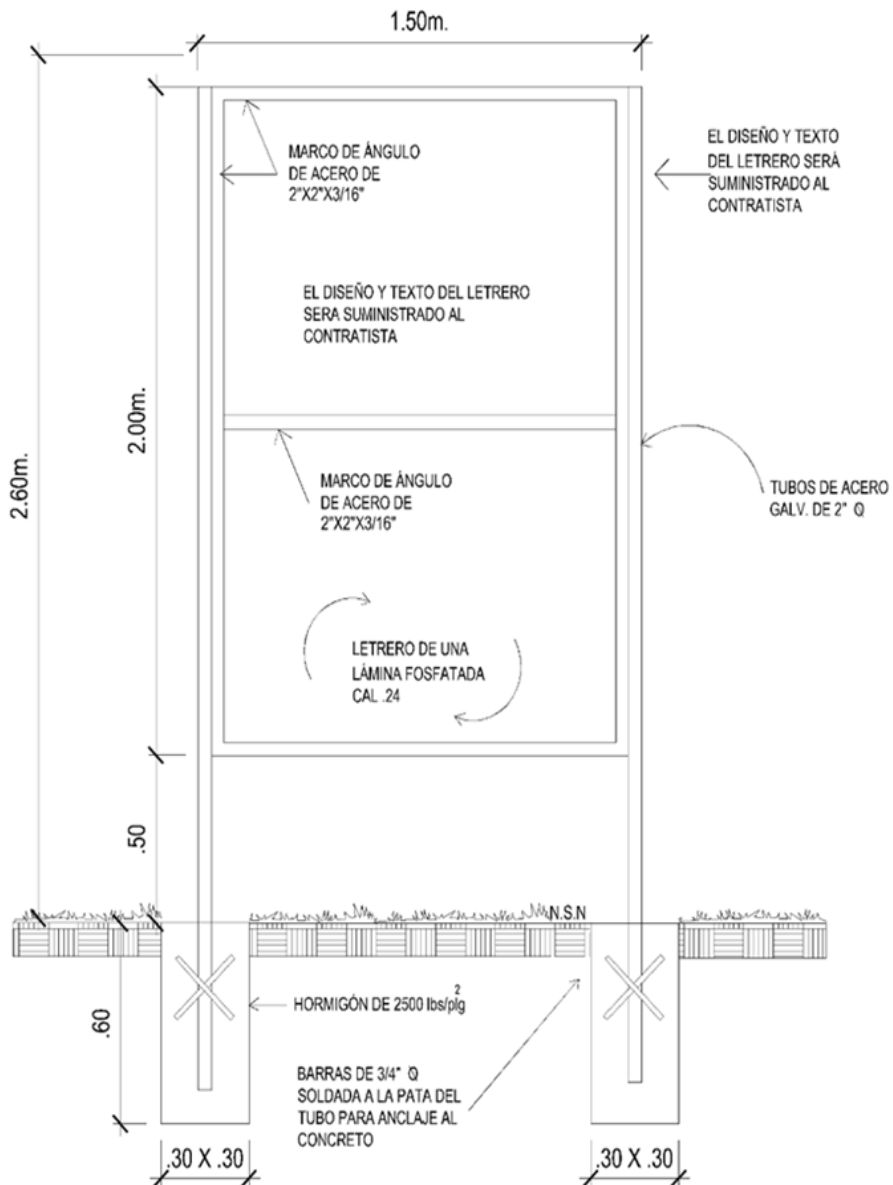 1.50m.
MARCO DE ÁNGULO
DE ACERO DE
2"X2"X3/16"
EL DISEÑO Y TEXTO
DEL LETRERO SERÁ
SUMINISTRADO AL
CONTRATISTA
EL DISEÑO Y TEXTO DEL LETRERO
SERA SUMINISTRADO AL
CONTRATISTA
2.00m.
2.60m.
MARCO DE ÁNGULO
DE ACERO DE
2"X2"X3/16"
TUBOS DE ACERO
GALV. DE 2" Q
LETRERO DE UNA
LÁMINA FOSFATADA
CAL .24
.50
N.S.N
.60
HORMIGÓN DE 2500 lbs/plg²
BARRAS DE 3/4" Q
SOLDADA A LA PATA DEL
TUBO PARA ANCLAJE AL
CONCRETO
.30 X .30
.30 X .30